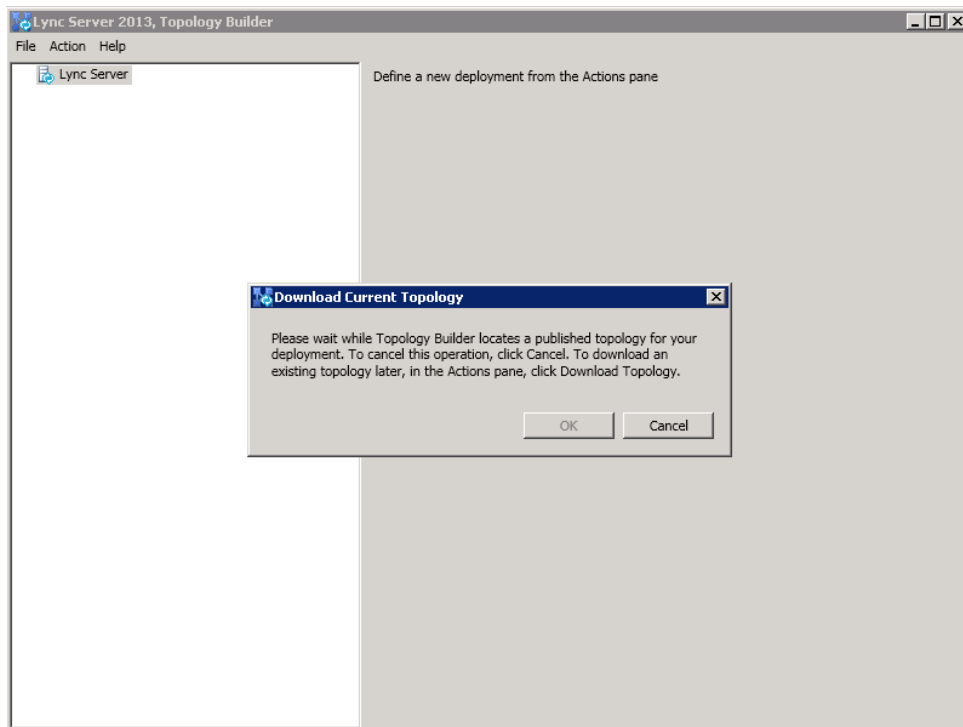 Lync Server 2013, Topology Builder
File Action Help
Lync Server
Define a new deployment from the Actions pane
Download Current Topology
Please wait while Topology Builder locates a published topology for your
deployment. To cancel this operation, click Cancel. To download an
existing topology later, in the Actions pane, click Download Topology.
OK Cancel